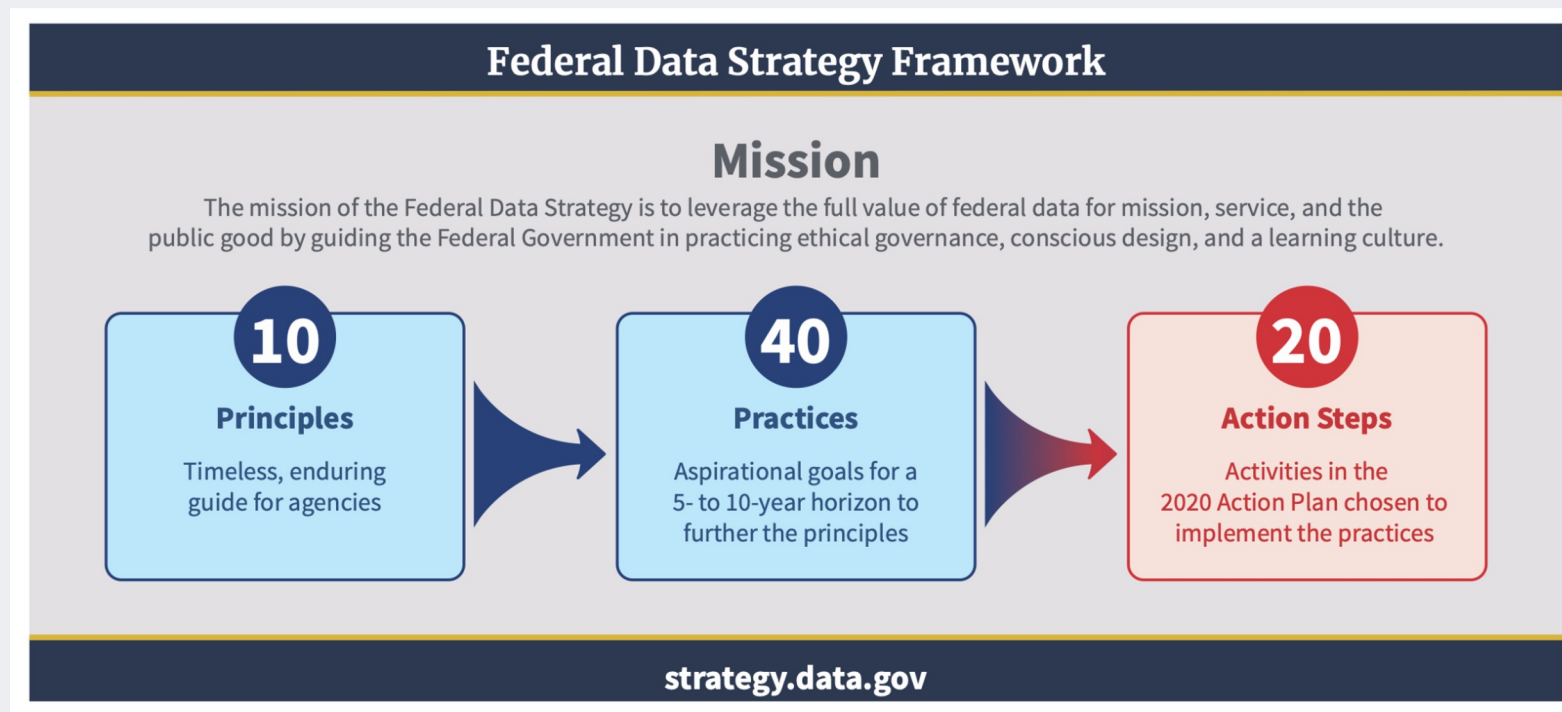 Federal Data Strategy Framework
Mission
The mission of the Federal Data Strategy is to leverage the full value of federal data for mission, service, and the
public good by guiding the Federal Government in practicing ethical governance, conscious design, and a learning culture.
10
Principles
Timeless, enduring
guide for agencies
40
Practices
Aspirational goals for a
5- to 10-year horizon to
further the principles
20
Action Steps
Activities in the
2020 Action Plan chosen to
implement the practices
strategy.data.gov